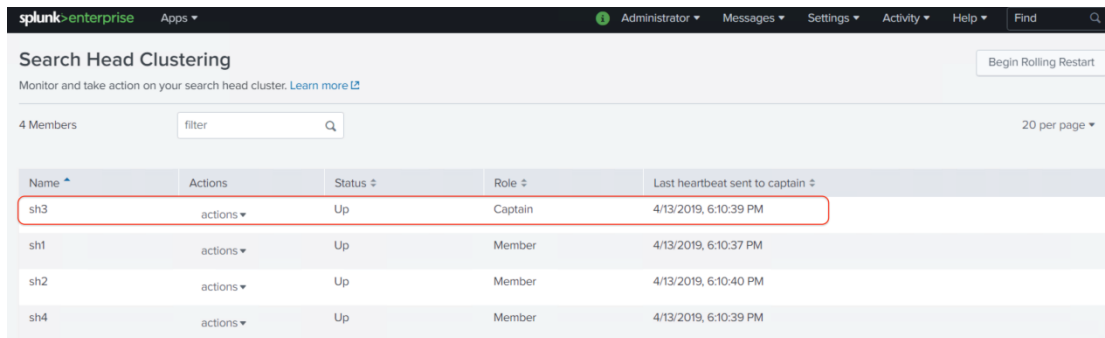 splunk>enterprise Apps ▾ i Administrator ▾ Messages ▾ Settings ▾ Activity ▾ Help ▾ Find
Search Head Clustering
Begin Rolling Restart
Monitor and take action on your search head cluster. Learn more
4 Members filter 20 per page ▾
Name Actions Status Role Last heartbeat sent to captain
sh3 actions ▾ Up Captain 4/13/2019, 6:10:39 PM
sh1 actions ▾ Up Member 4/13/2019, 6:10:37 PM
sh2 actions ▾ Up Member 4/13/2019, 6:10:40 PM
sh4 actions ▾ Up Member 4/13/2019, 6:10:39 PM